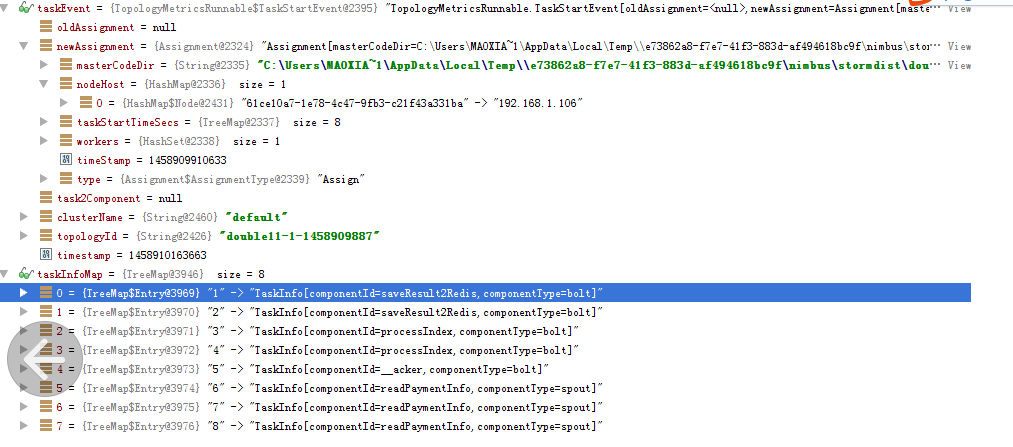 taskEvent = {TopologyMetricsRunnable$TaskStartEvent@2395} "TopologyMetricsRunnable.TaskStartEvent[oldAssignment=<null>,newAssignment=Assignment[maste… View
oldAssignment = null
newAssignment = {Assignment@2324} "Assignment[masterCodeDir=C:\Users\MAOXIA~1\AppData\Local\Temp\\e73862a8-f7e7-41f3-883d-af494618bc9f\nimbus\stor… View
masterCodeDir = {String@2335} "C:\Users\MAOXIA~1\AppData\Local\Temp\\e73862a8-f7e7-41f3-883d-af494618bc9f\nimbus\stormdist\dou… View
nodeHost = {HashMap@2336} size = 1
0 = {HashMap$Node@2431} "61ce10a7-1e78-4c47-9fb3-c21f43a331ba" -> "192.168.1.106"
taskStartTimeSecs = {TreeMap@2337} size = 8
workers = {HashSet@2338} size = 1
timeStamp = 1458909910633
type = {Assignment$AssignmentType@2339} "Assign"
task2Component = null
clusterName = {String@2460} "default"
topologyId = {String@2426} "double11-1-1458909887"
timestamp = 1458910163663
taskInfoMap = {TreeMap@3946} size = 8
0 = {TreeMap$Entry@3969} "1" -> "TaskInfo[componentId=saveResult2Redis, componentType=bolt]"
1 = {TreeMap$Entry@3970} "2" -> "TaskInfo[componentId=saveResult2Redis, componentType=bolt]"
2 = {TreeMap$Entry@3971} "3" -> "TaskInfo[componentId=processIndex, componentType=bolt]"
3 = {TreeMap$Entry@3972} "4" -> "TaskInfo[componentId=processIndex, componentType=bolt]"
4 = {TreeMap$Entry@3973} "5" -> "TaskInfo[componentId=__acker, componentType=bolt]"
5 = {TreeMap$Entry@3974} "6" -> "TaskInfo[componentId=readPaymentInfo, componentType=spout]"
6 = {TreeMap$Entry@3975} "7" -> "TaskInfo[componentId=readPaymentInfo, componentType=spout]"
7 = {TreeMap$Entry@3976} "8" -> "TaskInfo[componentId=readPaymentInfo, componentType=spout]"